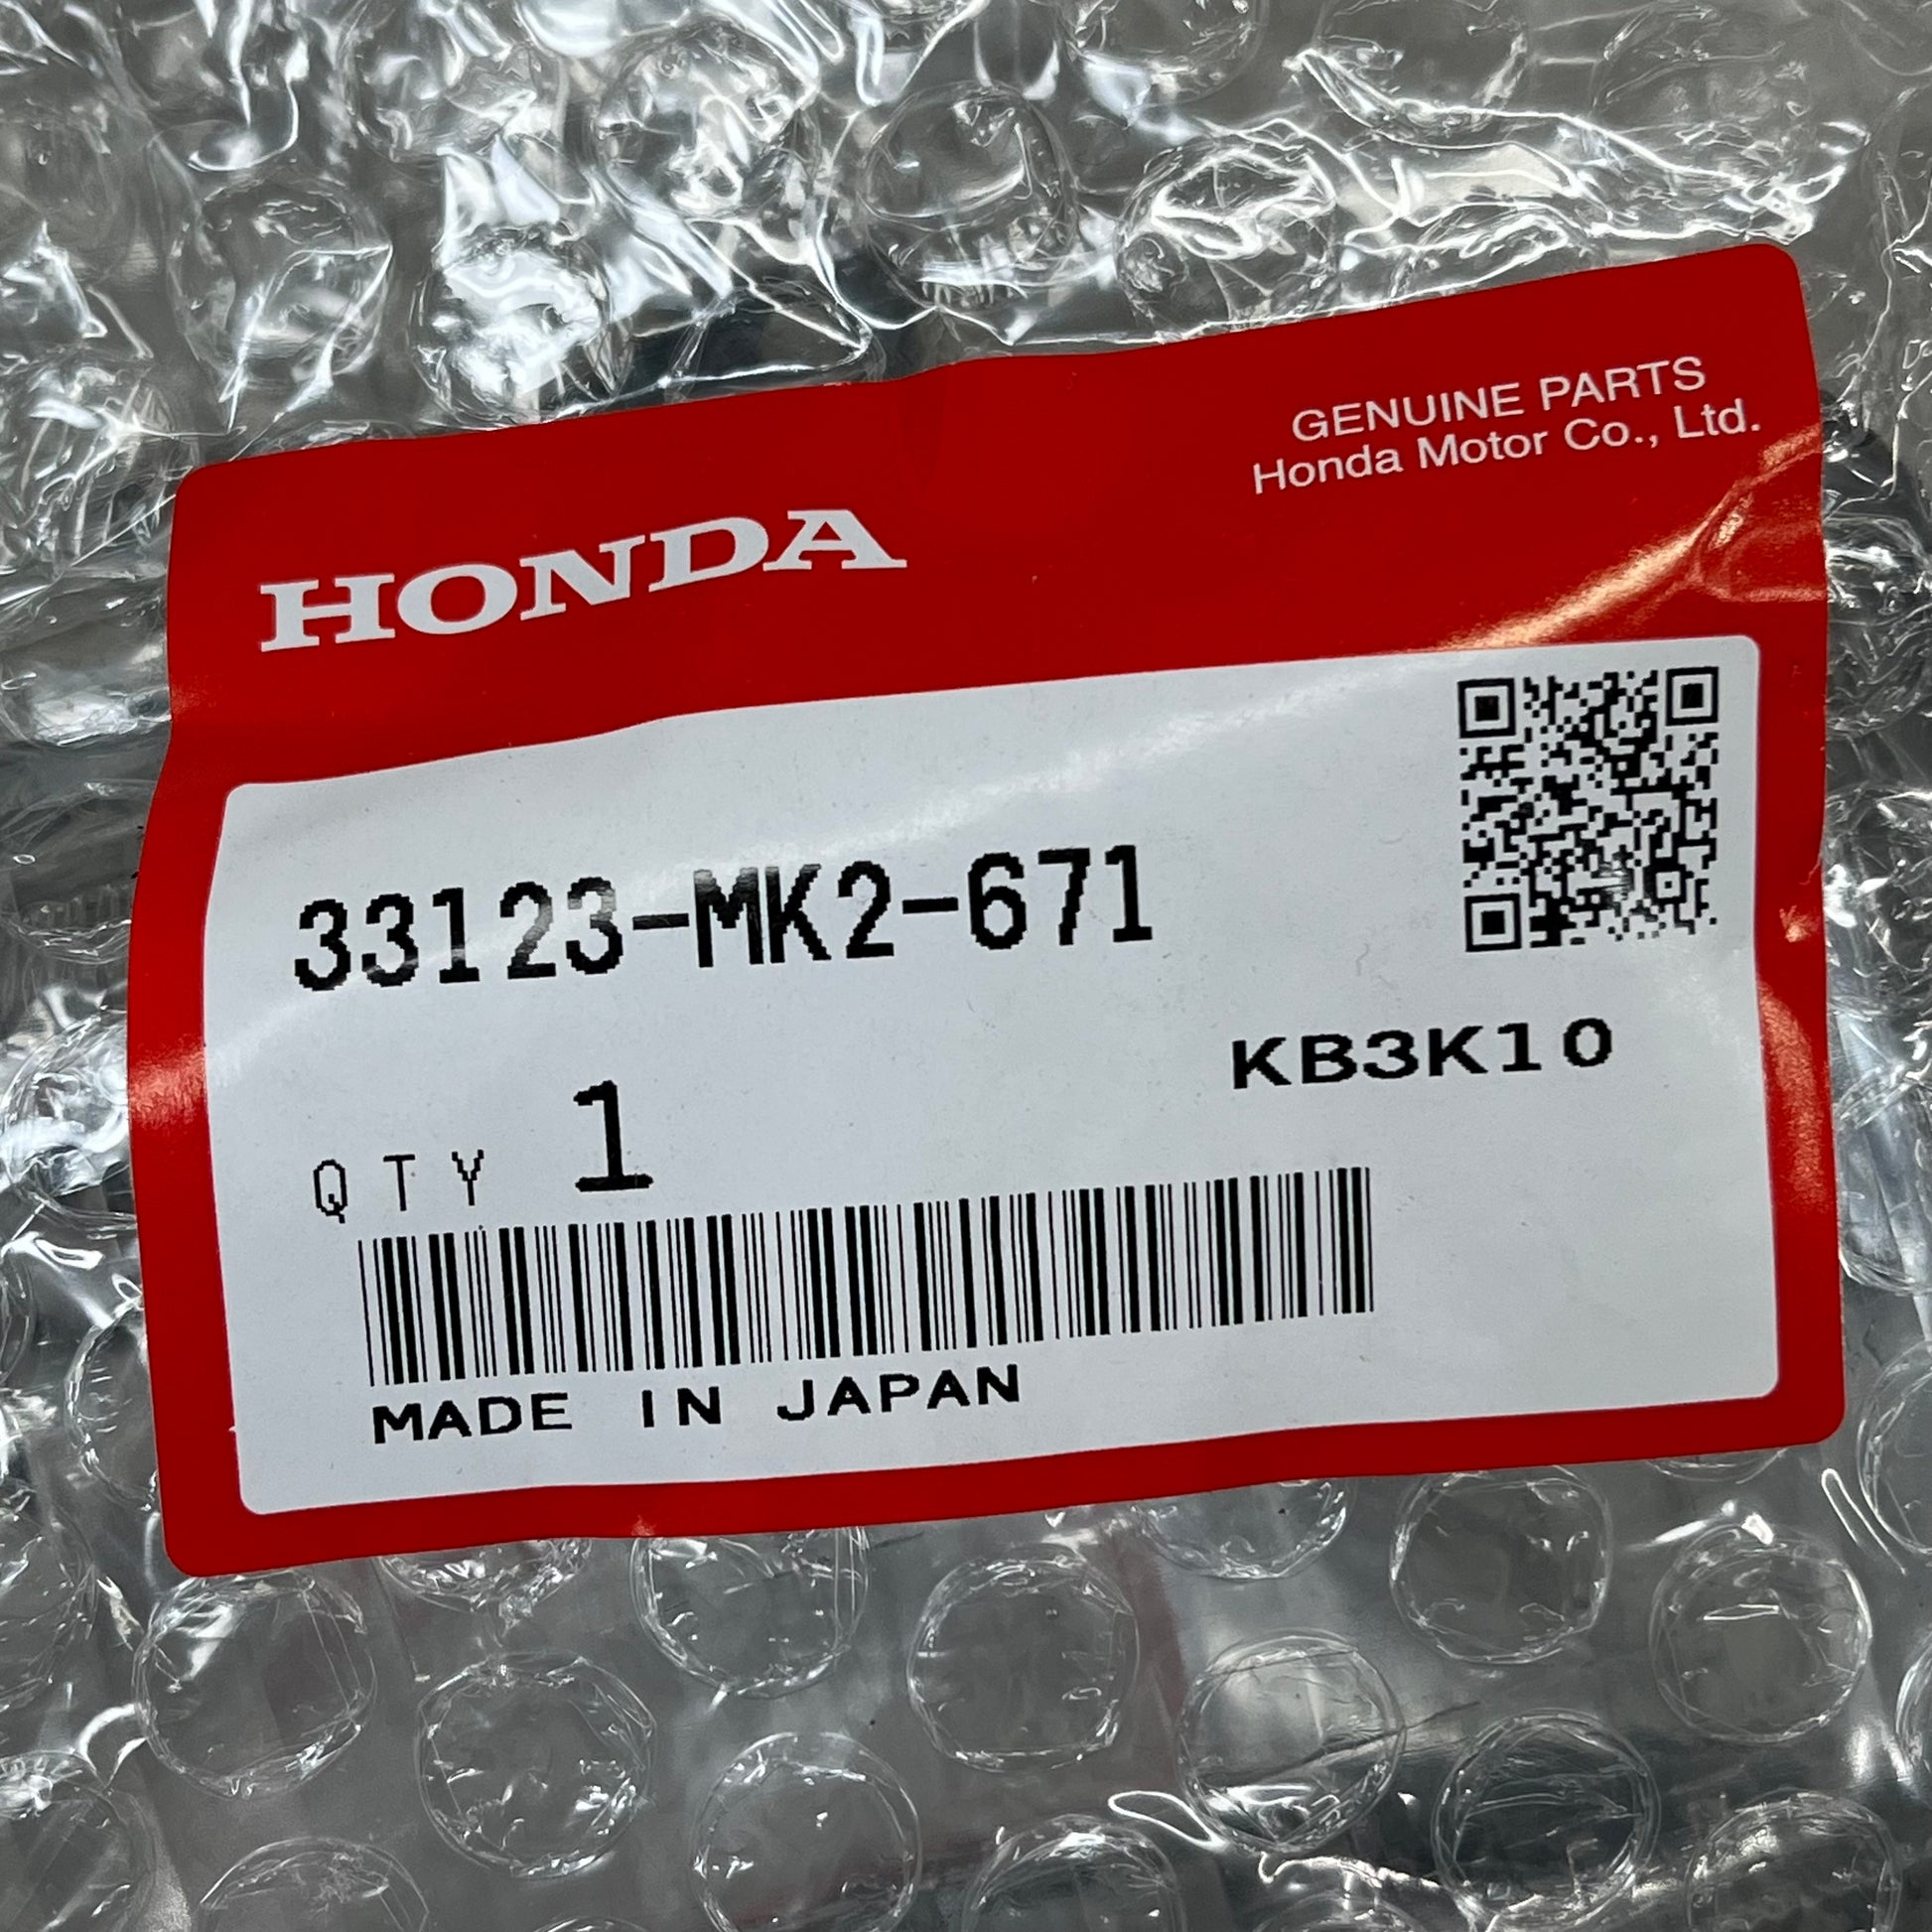 GENUINE PARTS
Honda Motor Co., Ltd.
HONDA
33123-MK2-671
KB3K10
QTY 1
MADE IN JAPAN